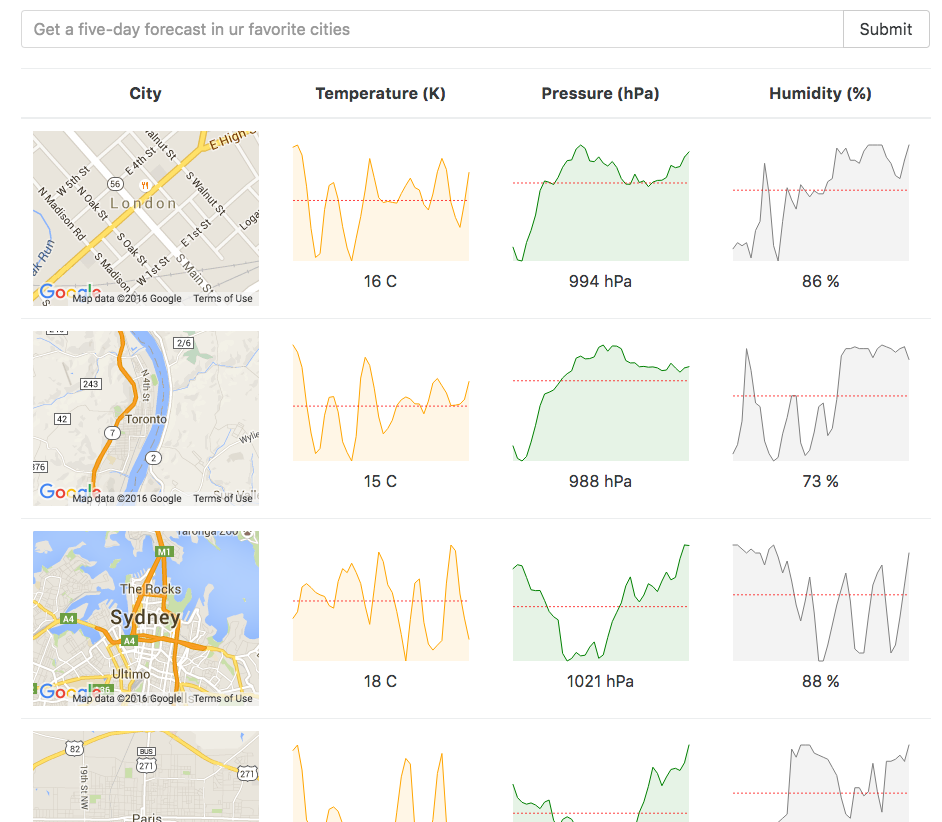 Get a five-day forecast in ur favorite cities
Submit
City
Temperature (K)
Pressure (hPa)
Humidity (%)
Walnut St
E High
W 5th St
E 4th St
56
N Oak St
S Walnut St
London
N Madison Rd
Loga
E 1st St
S Oak St
ak Run
S Madison
W 1st St
S Main St
Google
Map data ©2016 Google
Terms of Use
16 C
994 hPa
86 %
2/6
243
N 4th St
42
Toronto
7
Wylie
2
376
Google
Map data ©2016 Google
Terms of Use
15 C
988 hPa
73 %
Taronga Zoo
M1
The Rocks
Sydney
A4
A4
Ultimo
Google
Map data ©2016 Google
Terms of Use
18 C
1021 hPa
88 %
82
BUS
271
271
19th St NW
Paris